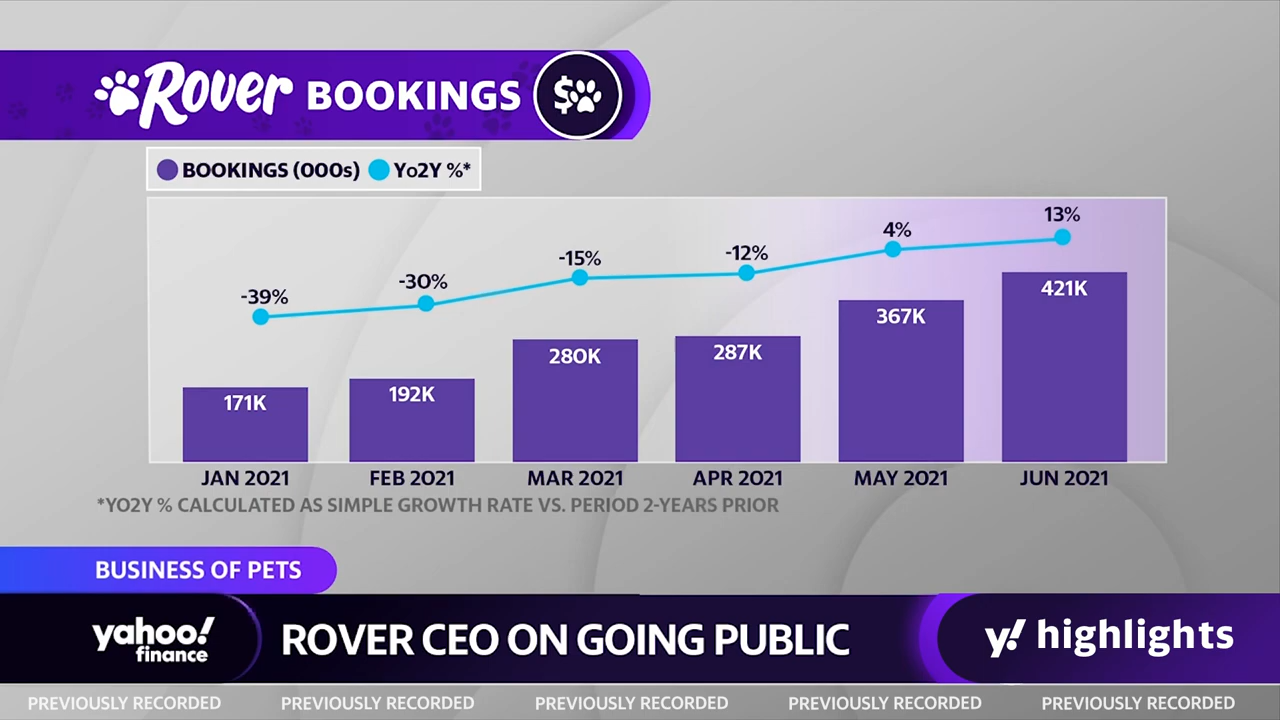 Rover BOOKINGS $
BOOKINGS (000s) Yo2Y %*
-39% -30% -15% -12% 4% 13%
171K 192K 280K 287K 367K 421K
JAN 2021 FEB 2021 MAR 2021 APR 2021 MAY 2021 JUN 2021
*YO2Y % CALCULATED AS SIMPLE GROWTH RATE VS. PERIOD 2-YEARS PRIOR
BUSINESS OF PETS
yahoo!
finance
ROVER CEO ON GOING PUBLIC
y! highlights
PREVIOUSLY RECORDED PREVIOUSLY RECORDED PREVIOUSLY RECORDED PREVIOUSLY RECORDED PREVIOUSLY RECORDED